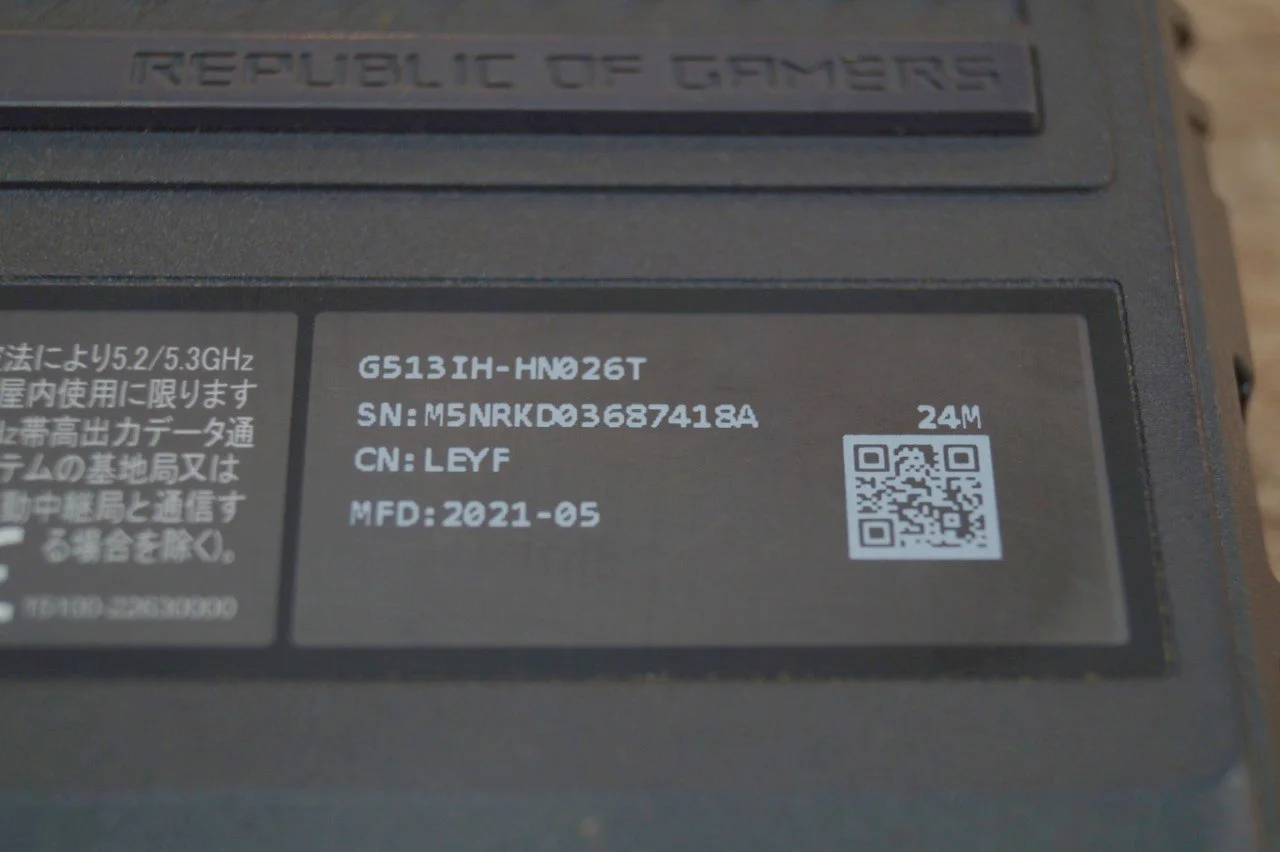 REPUBLIC OF GAMERS
法により5.2/5.3GHz
屋内使用に限ります
z帯高出力データ通
テムの基地局又は
動中継局と通信す
る場合を除く)。
G513IH-HN026T
SN:M5NRKD03687418A
CN:LEYF
MFD:2021-05
24M